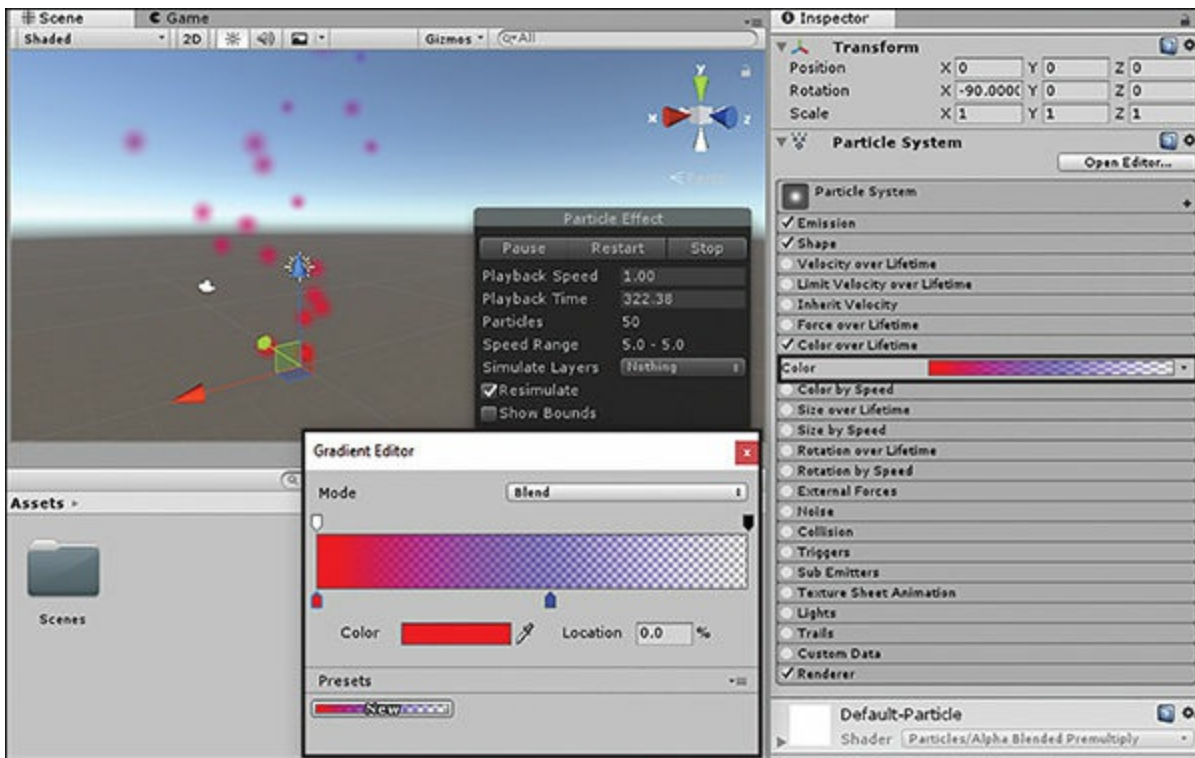 Scene
Game
Shaded
2D
Gizmos
All
y
x
z
Particle Effect
Pause
Restart
Stop
Playback Speed 1.00
Playback Time 322.38
Particles 50
Speed Range 5.0 - 5.0
Simulate Layers Nothing
Resimulate
Show Bounds
Gradient Editor
x
Mode Blend
Color
Location 0.0 %
Presets
New
Assets
Scenes
Inspector
Transform
Position X 0 Y 0 Z 0
Rotation X -90.0000 Y 0 Z 0
Scale X 1 Y 1 Z 1
Particle System
Open Editor...
Particle System
Emission
Shape
Velocity over Lifetime
Limit Velocity over Lifetime
Inherit Velocity
Force over Lifetime
Color over Lifetime
Color
Color by Speed
Size over Lifetime
Size by Speed
Rotation over Lifetime
Rotation by Speed
External Forces
Noise
Collision
Triggers
Sub Emitters
Texture Sheet Animation
Lights
Trails
Custom Data
Renderer
Default-Particle
Shader Particles/Alpha Blended Premultiply